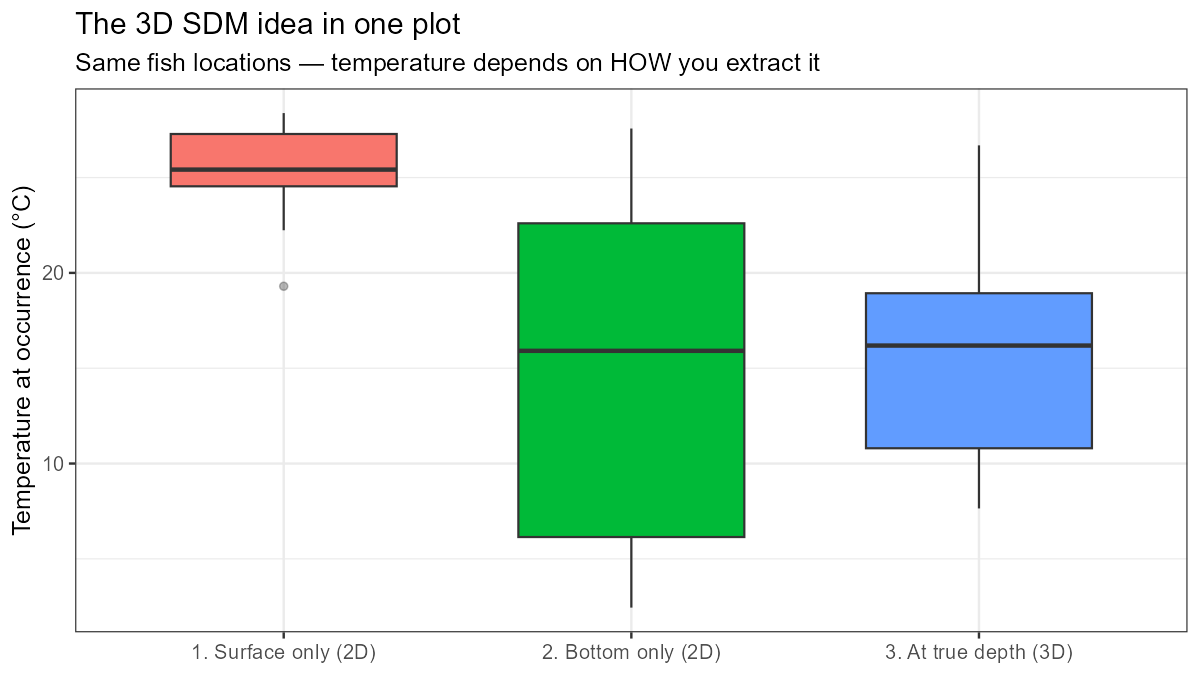 The 3D SDM idea in one plot
Same fish locations — temperature depends on HOW you extract it
Temperature at occurrence (°C)
20
10
1. Surface only (2D)
2. Bottom only (2D)
3. At true depth (3D)